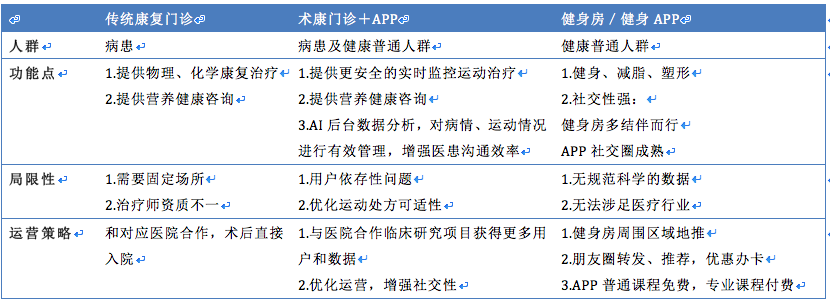 传统康复门诊 术康门诊＋APP 健身房 / 健身 APP
人群 病患 病患及健康普通人群 健康普通人群
功能点 1.提供物理、化学康复治疗 1.提供更安全的实时监控运动治疗 1.健身、减脂、塑形
2.提供营养健康咨询 2.提供营养健康咨询 2.社交性强：
3.AI 后台数据分析，对病情、运动情况 健身房多结伴而行
进行有效管理，增强医患沟通效率 APP 社交圈成熟
局限性 1.需要固定场所 1.用户依存性问题 1.无规范科学的数据
2.治疗师资质不一 2.优化运动处方可适性 2.无法涉足医疗行业
运营策略 和对应医院合作，术后直接 1.与医院合作临床研究项目获得更多用 1.健身房周围区域地推
入院 户和数据 2.朋友圈转发、推荐，优惠办卡
2.优化运营，增强社交性 3.APP 普通课程免费，专业课程付费